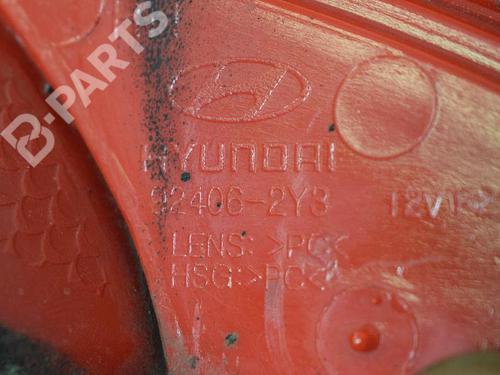 B-PARTS
HYUNDAI
92406-2Y3
12V
LENS: >PC<
HSG: >PC<